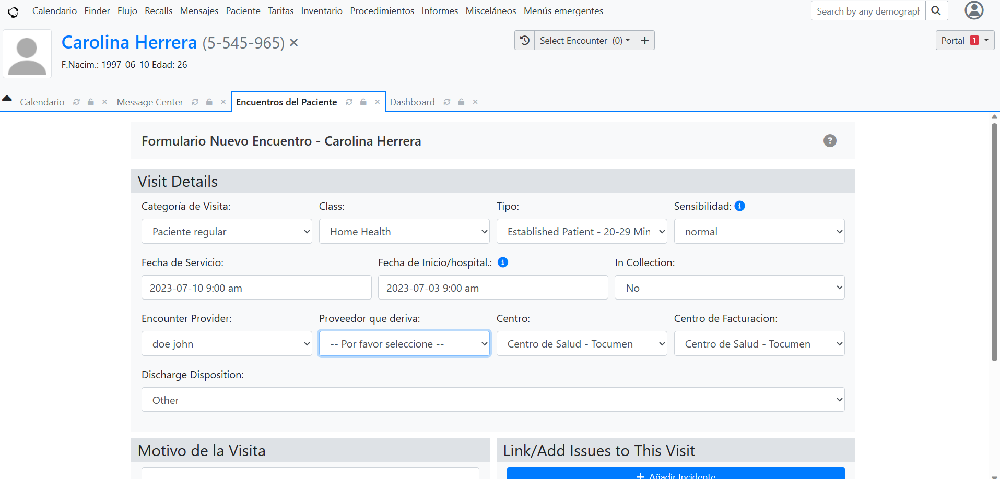 Calendario Finder Flujo Recalls Mensajes Paciente Tarifas Inventario Procedimientos Informes Misceláneos Menús emergentes
Search by any demograph
Carolina Herrera (5-545-965)
Select Encounter (0)
Portal 1
F.Nacim.: 1997-06-10 Edad: 26
Calendario Message Center Encuentros del Paciente Dashboard
Formulario Nuevo Encuentro - Carolina Herrera
Visit Details
Categoría de Visita: Class: Tipo: Sensibilidad:
Paciente regular Home Health Established Patient - 20-29 Min normal
Fecha de Servicio: Fecha de Inicio/hospital.: In Collection:
2023-07-10 9:00 am 2023-07-03 9:00 am No
Encounter Provider: Proveedor que deriva: Centro: Centro de Facturacion:
doe john -- Por favor seleccione -- Centro de Salud - Tocumen Centro de Salud - Tocumen
Discharge Disposition:
Other
Motivo de la Visita Link/Add Issues to This Visit
Añadir Incidente